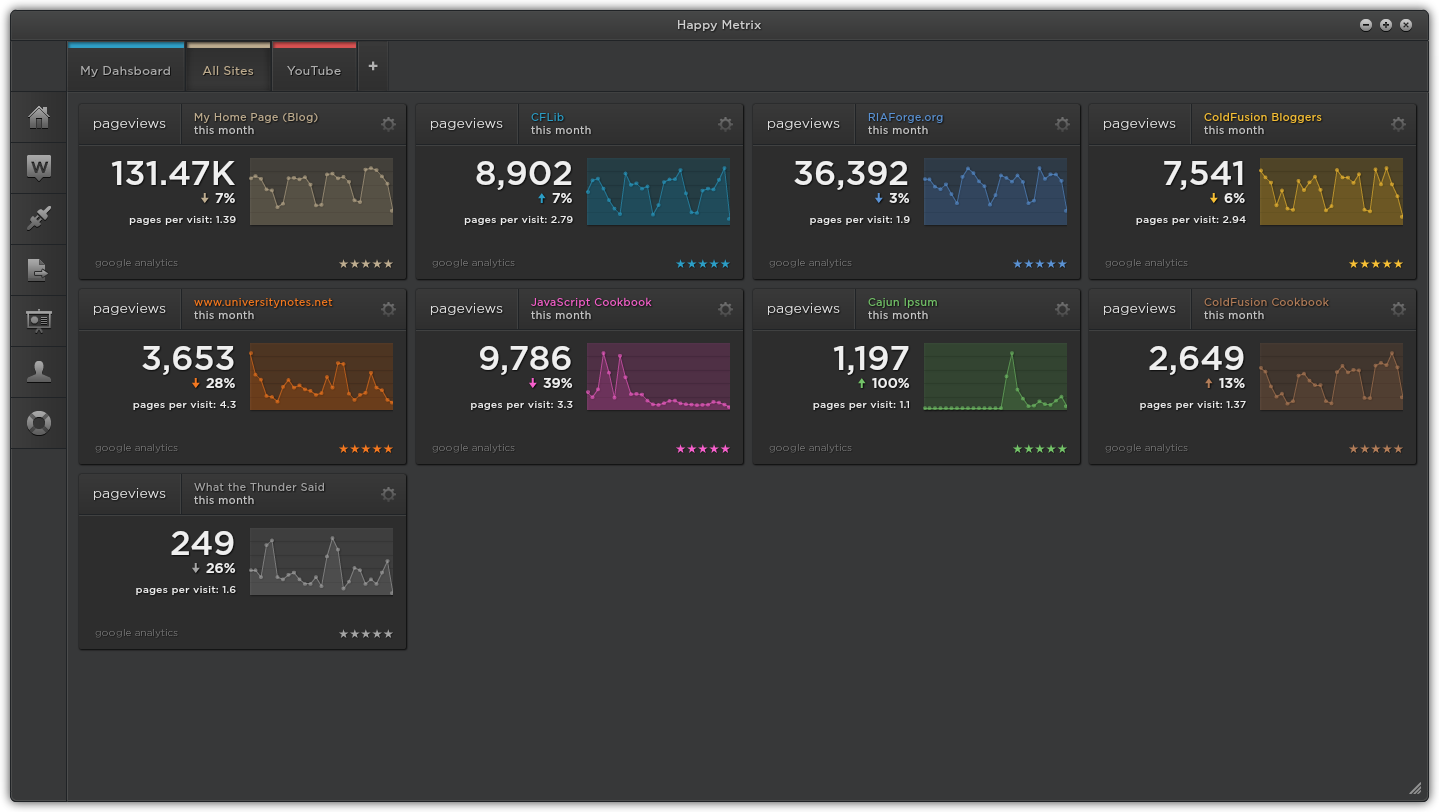 Happy Metrix
My Dahsboard
All Sites
YouTube
+
W
pageviews
My Home Page (Blog)
this month
131.47K
7%
pages per visit: 1.39
google analytics
pageviews
CFLib
this month
8,902
7%
pages per visit: 2.79
google analytics
pageviews
RIAForge.org
this month
36,392
3%
pages per visit: 1.9
google analytics
pageviews
ColdFusion Bloggers
this month
7,541
6%
pages per visit: 2.94
google analytics
pageviews
www.universitynotes.net
this month
3,653
28%
pages per visit: 4.3
google analytics
pageviews
JavaScript Cookbook
this month
9,786
39%
pages per visit: 3.3
google analytics
pageviews
Cajun Ipsum
this month
1,197
100%
pages per visit: 1.1
google analytics
pageviews
ColdFusion Cookbook
this month
2,649
13%
pages per visit: 1.37
google analytics
pageviews
What the Thunder Said
this month
249
26%
pages per visit: 1.6
google analytics